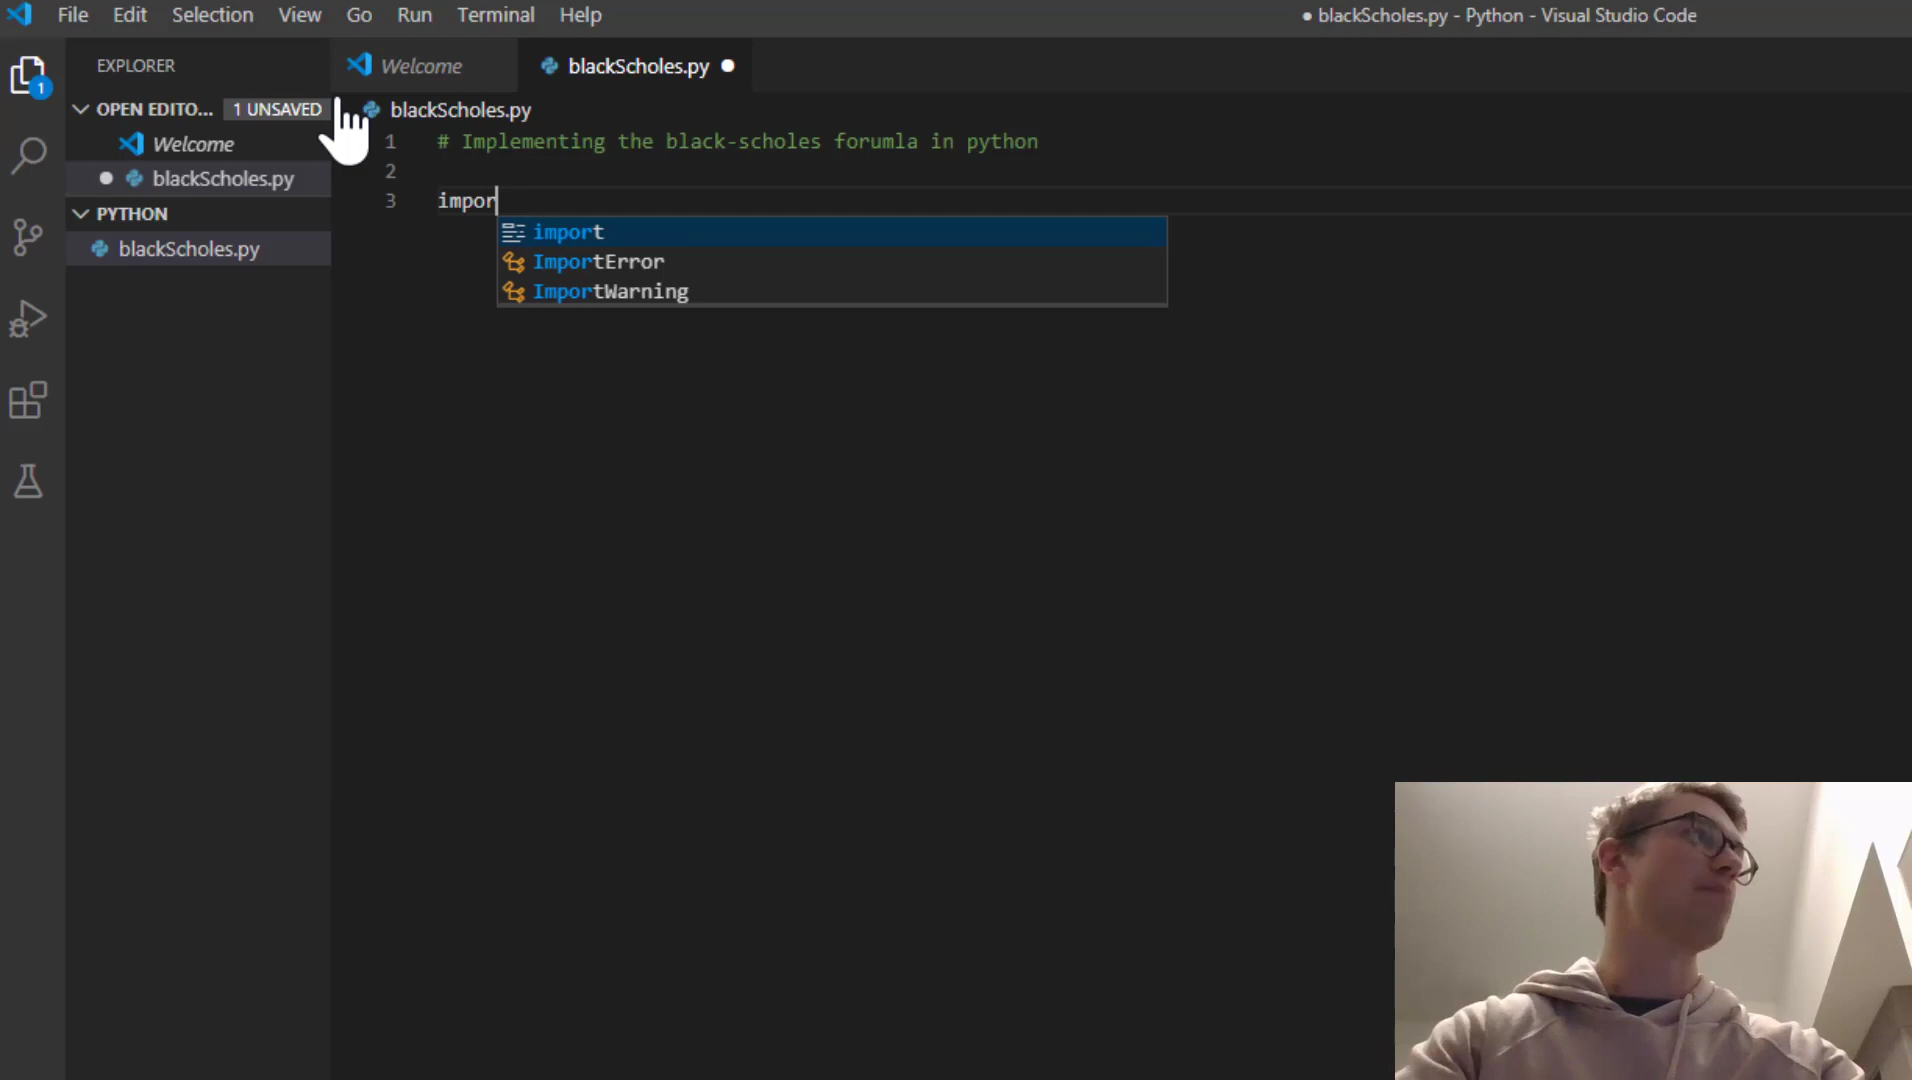 File Edit Selection View Go Run Terminal Help
● blackScholes.py - Python - Visual Studio Code
EXPLORER
1
OPEN EDITO... 1 UNSAVED
Welcome
blackScholes.py
PYTHON
blackScholes.py
Welcome
blackScholes.py
blackScholes.py
1 # Implementing the black-scholes forumla in python
2
3 impor
import
ImportError
ImportWarning